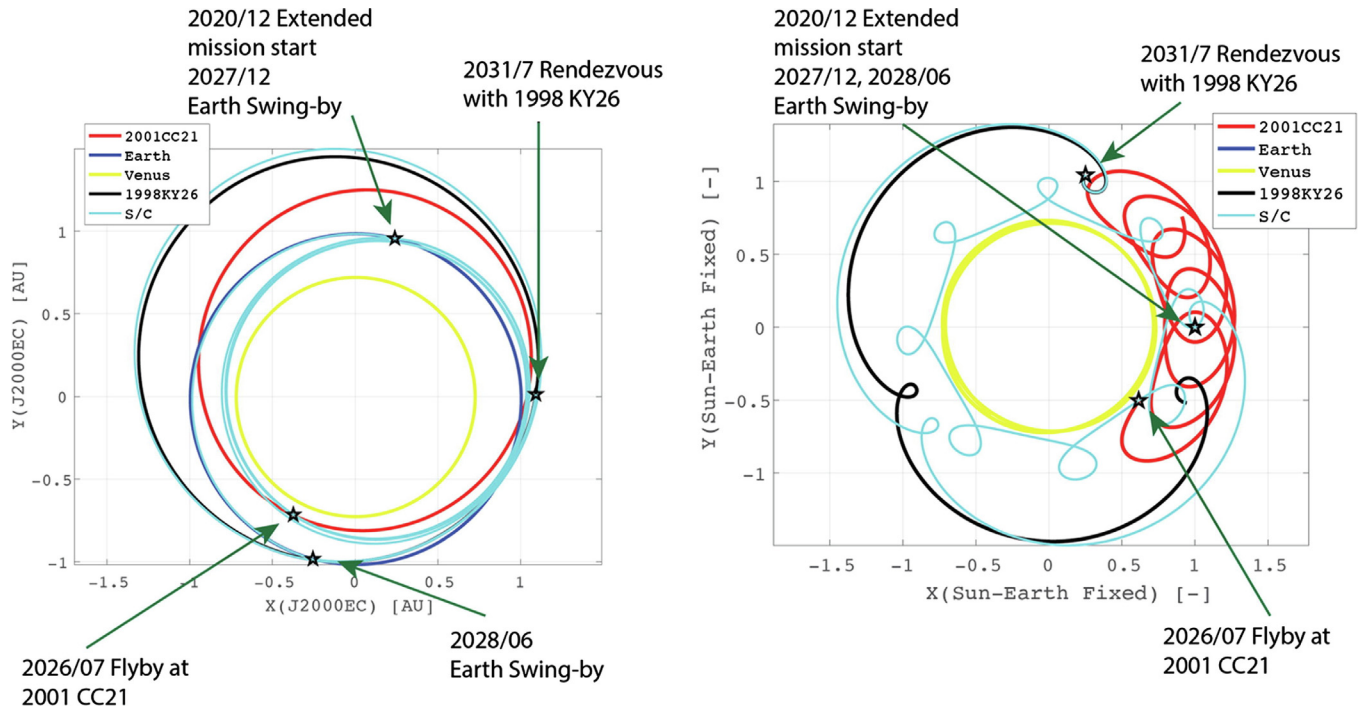 2020/12 Extended
mission start
2027/12
Earth Swing-by
2031/7 Rendezvous
with 1998 KY26
2001CC21
Earth
Venus
1998KY26
S/C
Y(J2000EC) [AU]
1
0.5
0
-0.5
-1
-1.5
-1
-0.5
0
0.5
1
X(J2000EC) [AU]
2026/07 Flyby at
2001 CC21
2028/06
Earth Swing-by
2020/12 Extended
mission start
2027/12, 2028/06
Earth Swing-by
2031/7 Rendezvous
with 1998 KY26
2001CC21
Earth
Venus
1998KY26
S/C
Y(Sun-Earth Fixed) [-]
1
0.5
0
-0.5
-1
-1.5
-1
-0.5
0
0.5
1
1.5
X(Sun-Earth Fixed) [-]
2026/07 Flyby at
2001 CC21